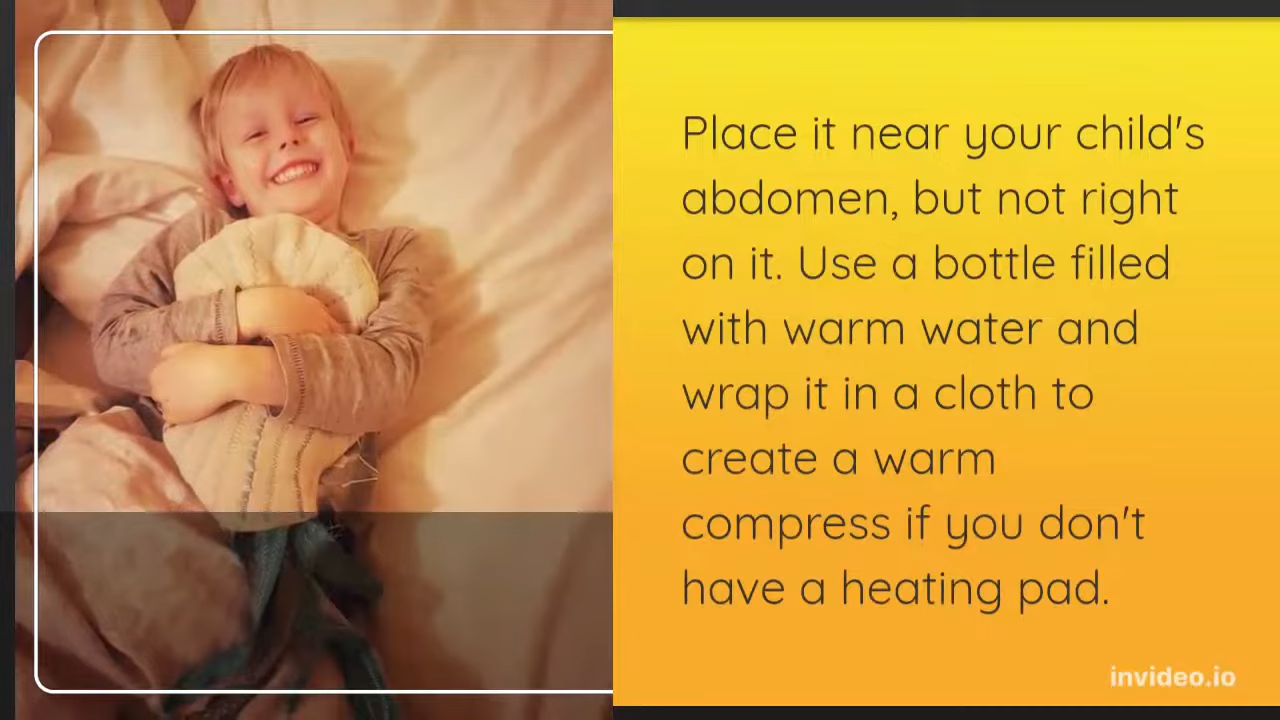 Place it near your child's
abdomen, but not right
on it. Use a bottle filled
with warm water and
wrap it in a cloth to
create a warm
compress if you don't
have a heating pad.
invideo.io